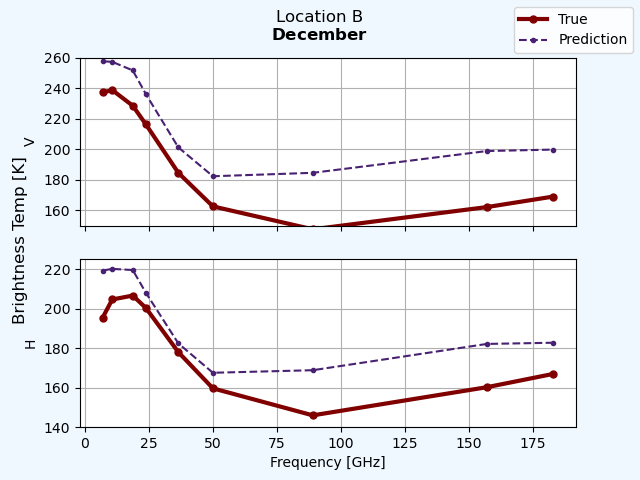 Location B
December
True
Prediction
260
240
220
200
180
160
V
Brightness Temp [K]
220
200
180
160
140
H
0
25
50
75
100
125
150
175
Frequency [GHz]